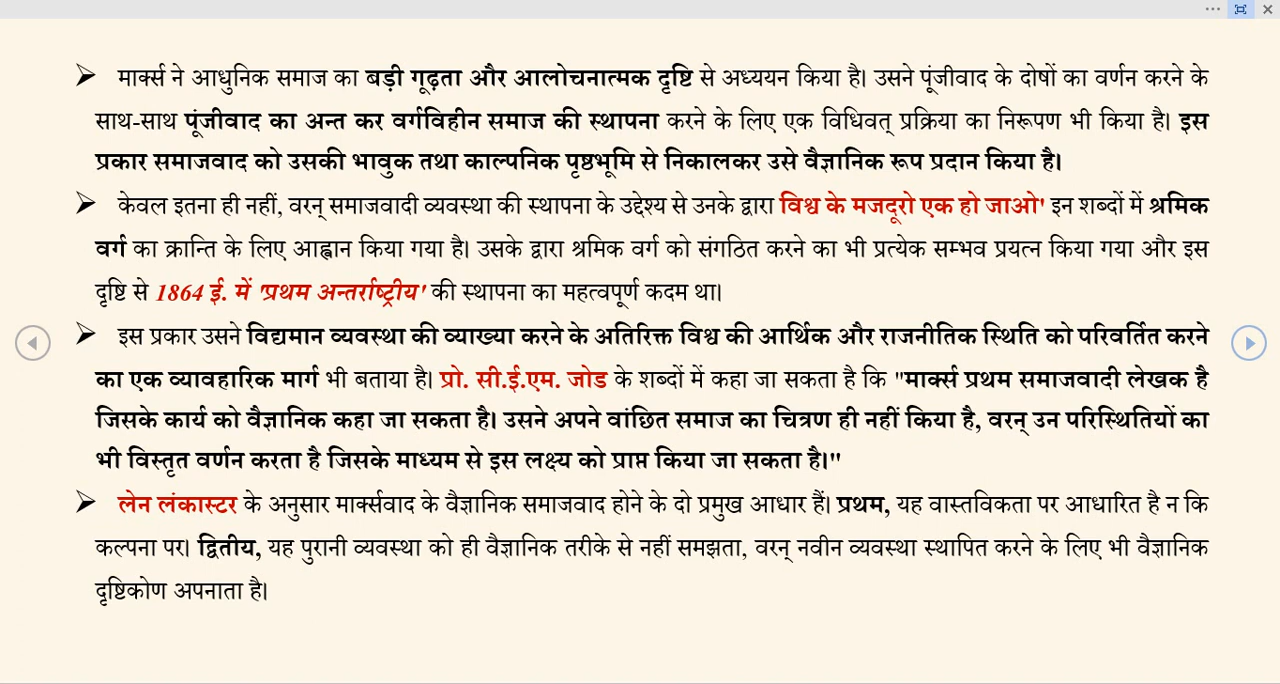 ➢ मार्क्स ने आधुनिक समाज का बड़ी गूढ़ता और आलोचनात्मक दृष्टि से अध्ययन किया है। उसने पूंजीवाद के दोषों का वर्णन करने के
साथ-साथ पूंजीवाद का अन्त कर वर्गविहीन समाज की स्थापना करने के लिए एक विधिवत् प्रक्रिया का निरूपण भी किया है। इस
प्रकार समाजवाद को उसकी भावुक तथा काल्पनिक पृष्ठभूमि से निकालकर उसे वैज्ञानिक रूप प्रदान किया है।
➢ केवल इतना ही नहीं, वरन् समाजवादी व्यवस्था की स्थापना के उद्देश्य से उनके द्वारा विश्व के मजदूरो एक हो जाओ' इन शब्दों में श्रमिक
वर्ग का क्रान्ति के लिए आह्वान किया गया है। उसके द्वारा श्रमिक वर्ग को संगठित करने का भी प्रत्येक सम्भव प्रयत्न किया गया और इस
दृष्टि से 1864 ई. में 'प्रथम अन्तर्राष्ट्रीय' की स्थापना का महत्वपूर्ण कदम था।
➢ इस प्रकार उसने विद्यमान व्यवस्था की व्याख्या करने के अतिरिक्त विश्व की आर्थिक और राजनीतिक स्थिति को परिवर्तित करने
का एक व्यावहारिक मार्ग भी बताया है। प्रो. सी.ई.एम. जोड के शब्दों में कहा जा सकता है कि "मार्क्स प्रथम समाजवादी लेखक है
जिसके कार्य को वैज्ञानिक कहा जा सकता है। उसने अपने वांछित समाज का चित्रण ही नहीं किया है, वरन् उन परिस्थितियों का
भी विस्तृत वर्णन करता है जिसके माध्यम से इस लक्ष्य को प्राप्त किया जा सकता है।"
➢ लेन लंकास्टर के अनुसार मार्क्सवाद के वैज्ञानिक समाजवाद होने के दो प्रमुख आधार हैं। प्रथम, यह वास्तविकता पर आधारित है न कि
कल्पना पर। द्वितीय, यह पुरानी व्यवस्था को ही वैज्ञानिक तरीके से नहीं समझता, वरन् नवीन व्यवस्था स्थापित करने के लिए भी वैज्ञानिक
दृष्टिकोण अपनाता है।